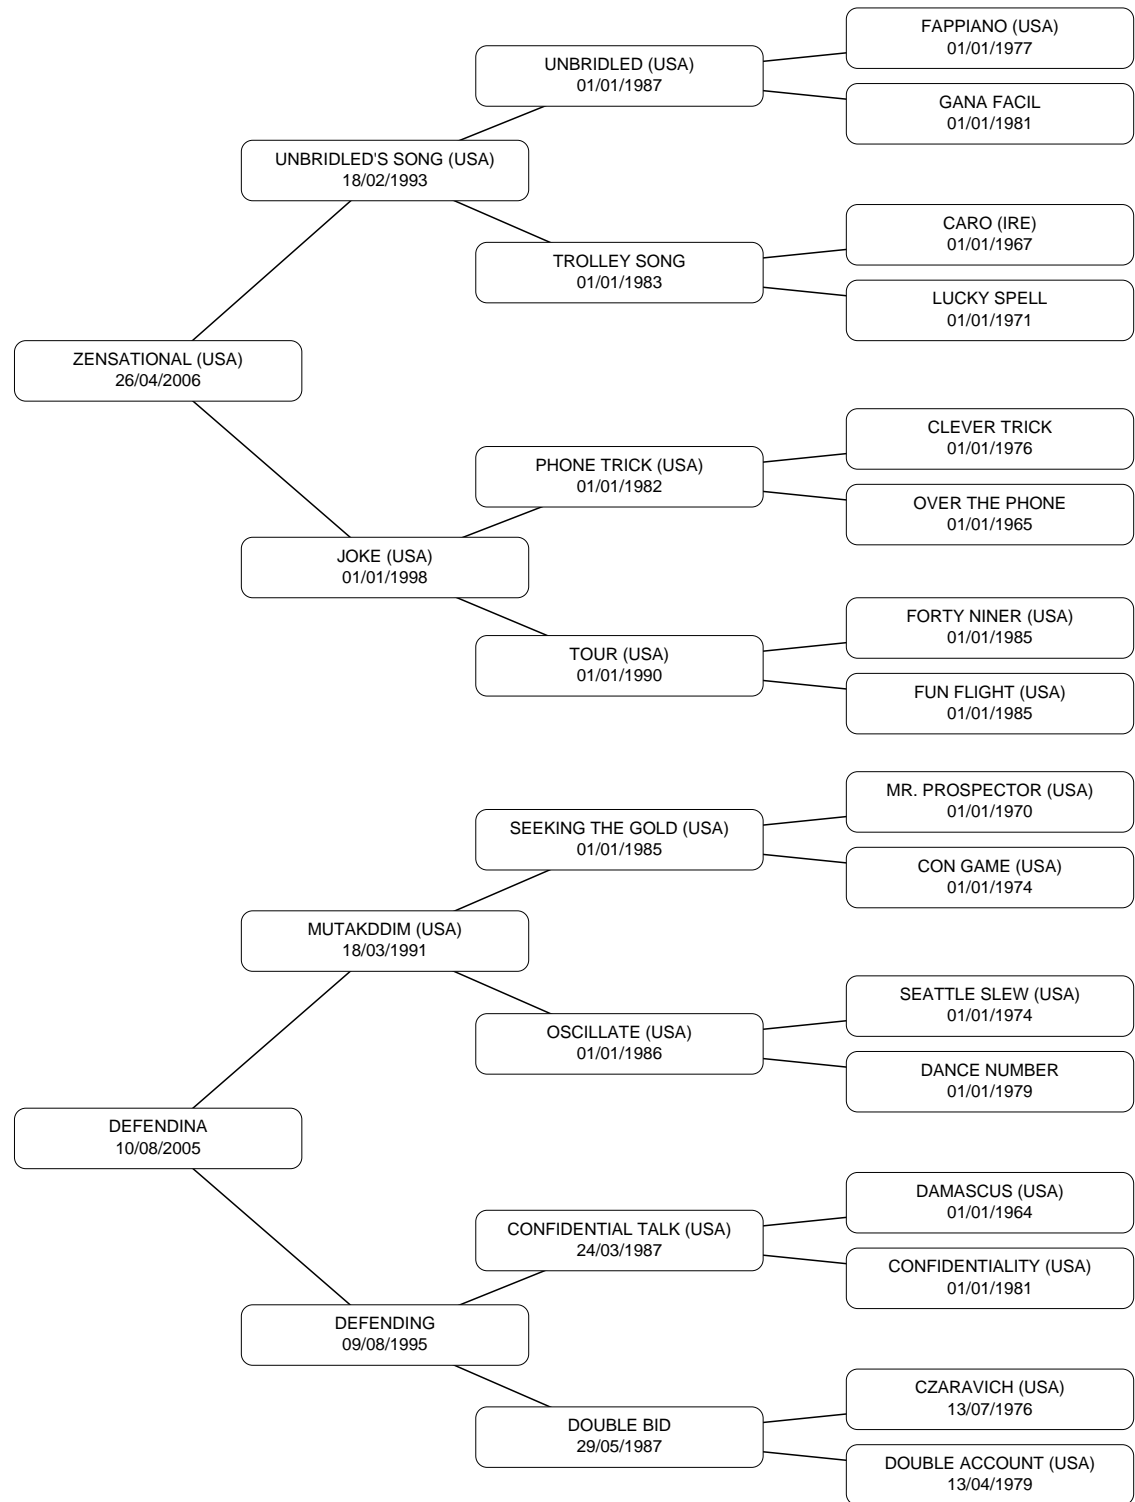 FAPPIANO (USA)
01/01/1977
UNBRIDLED (USA)
01/01/1987
GANA FACIL
01/01/1981
UNBRIDLED'S SONG (USA)
18/02/1993
CARO (IRE)
01/01/1967
TROLLEY SONG
01/01/1983
LUCKY SPELL
01/01/1971
ZENSATIONAL (USA)
26/04/2006
CLEVER TRICK
01/01/1976
PHONE TRICK (USA)
01/01/1982
OVER THE PHONE
01/01/1965
JOKE (USA)
01/01/1998
FORTY NINER (USA)
01/01/1985
TOUR (USA)
01/01/1990
FUN FLIGHT (USA)
01/01/1985
MR. PROSPECTOR (USA)
01/01/1970
SEEKING THE GOLD (USA)
01/01/1985
CON GAME (USA)
01/01/1974
MUTAKDDIM (USA)
18/03/1991
SEATTLE SLEW (USA)
01/01/1974
OSCILLATE (USA)
01/01/1986
DANCE NUMBER
01/01/1979
DEFENDINA
10/08/2005
DAMASCUS (USA)
01/01/1964
CONFIDENTIAL TALK (USA)
24/03/1987
CONFIDENTIALITY (USA)
01/01/1981
DEFENDING
09/08/1995
CZARAVICH (USA)
13/07/1976
DOUBLE BID
29/05/1987
DOUBLE ACCOUNT (USA)
13/04/1979